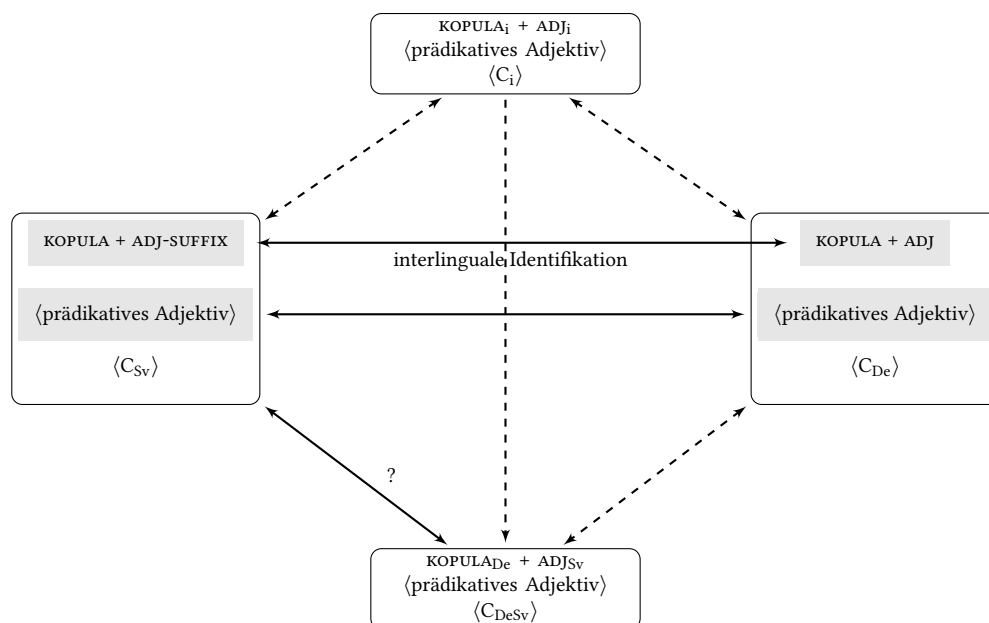 KOPULAᵢ + ADJᵢ
⟨prädikatives Adjektiv⟩
⟨Cᵢ⟩
KOPULA + ADJ-SUFFIX
KOPULA + ADJ
interlinguale Identifikation
⟨prädikatives Adjektiv⟩
⟨prädikatives Adjektiv⟩
⟨C_Sv⟩
⟨C_De⟩
?
KOPULA_De + ADJ_Sv
⟨prädikatives Adjektiv⟩
⟨C_DeSv⟩